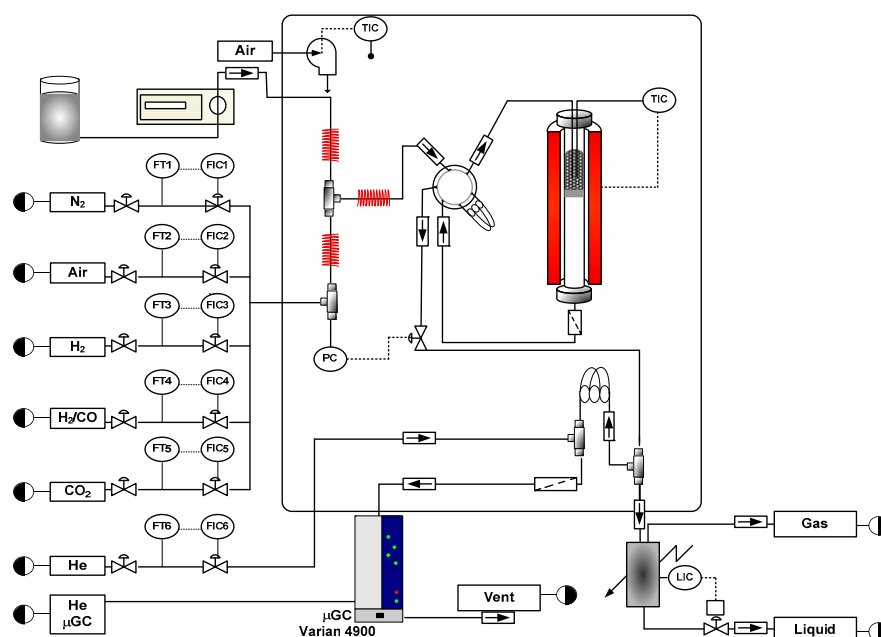 Air
TIC
TIC
FT1
FIC1
N₂
FT2
FIC2
Air
FT3
FIC3
H₂
PC
FT4
FIC4
H₂/CO
FT5
FIC5
CO₂
FT6
FIC6
He
Gas
LIC
He
μGC
Vent
μGC
Varian 4900
Liquid